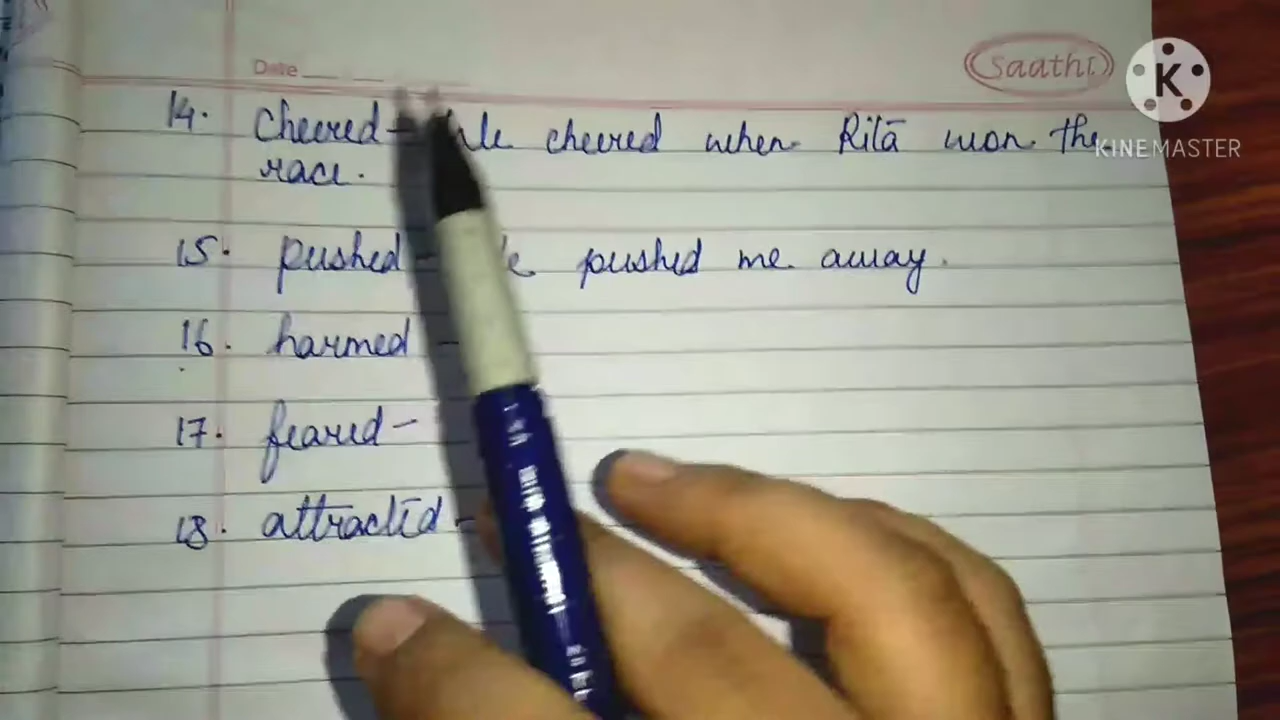 Date
Saathi
K
KINEMASTER
14. Cheered - We cheered when Rita won the
race.
15. pushed - pushed me away.
16. harmed -
17. feared -
18. attracted -